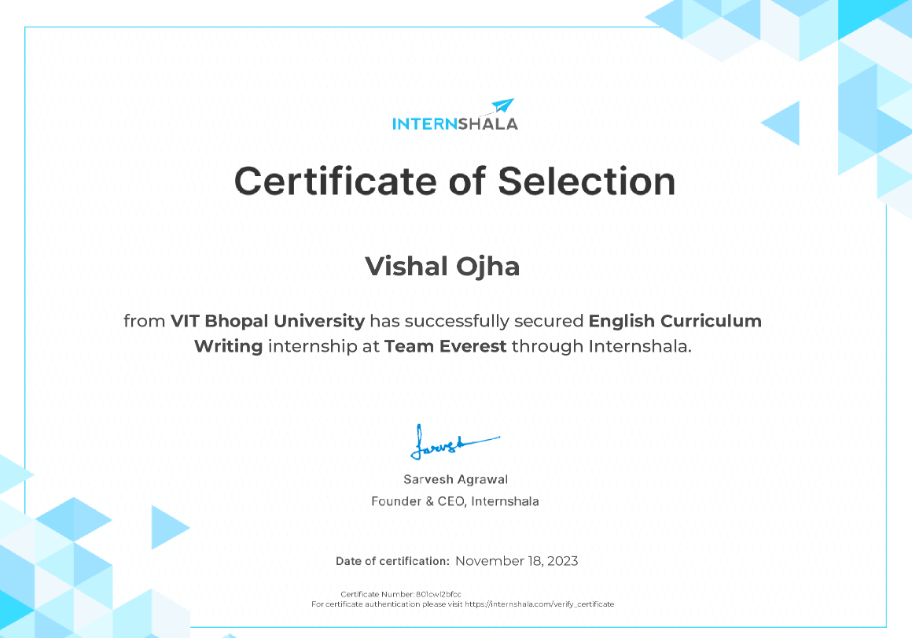 INTERNSHALA
Certificate of Selection
Vishal Ojha
from VIT Bhopal University has successfully secured English Curriculum
Writing internship at Team Everest through Internshala.
Sarvesh
Sarvesh Agrawal
Founder & CEO, Internshala
Date of certification: November 18, 2023
Certificate Number: 801cwl2bfcc
For certificate authentication please visit https://internshala.com/verify_certificate